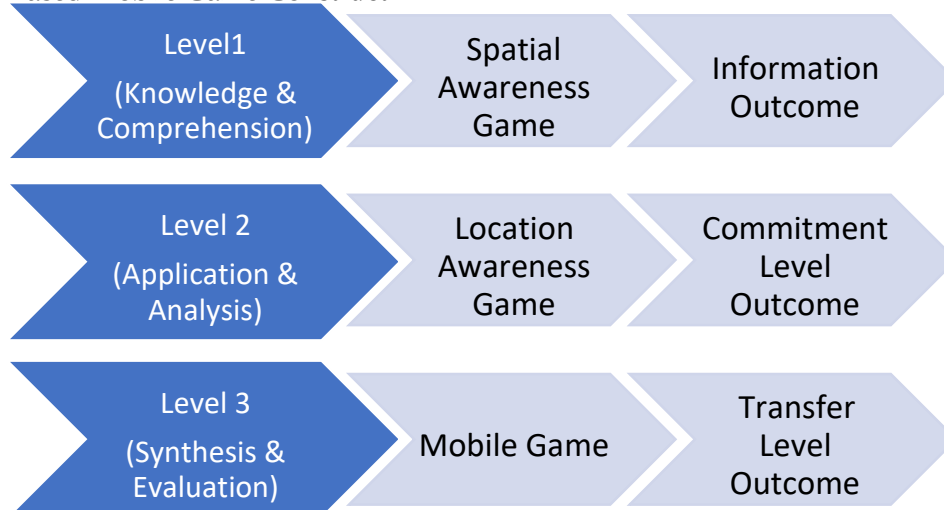 Level1
(Knowledge &
Comprehension)
Spatial
Awareness
Game
Information
Outcome
Level 2
(Application &
Analysis)
Location
Awareness
Game
Commitment
Level
Outcome
Level 3
(Synthesis &
Evaluation)
Mobile Game
Transfer
Level
Outcome